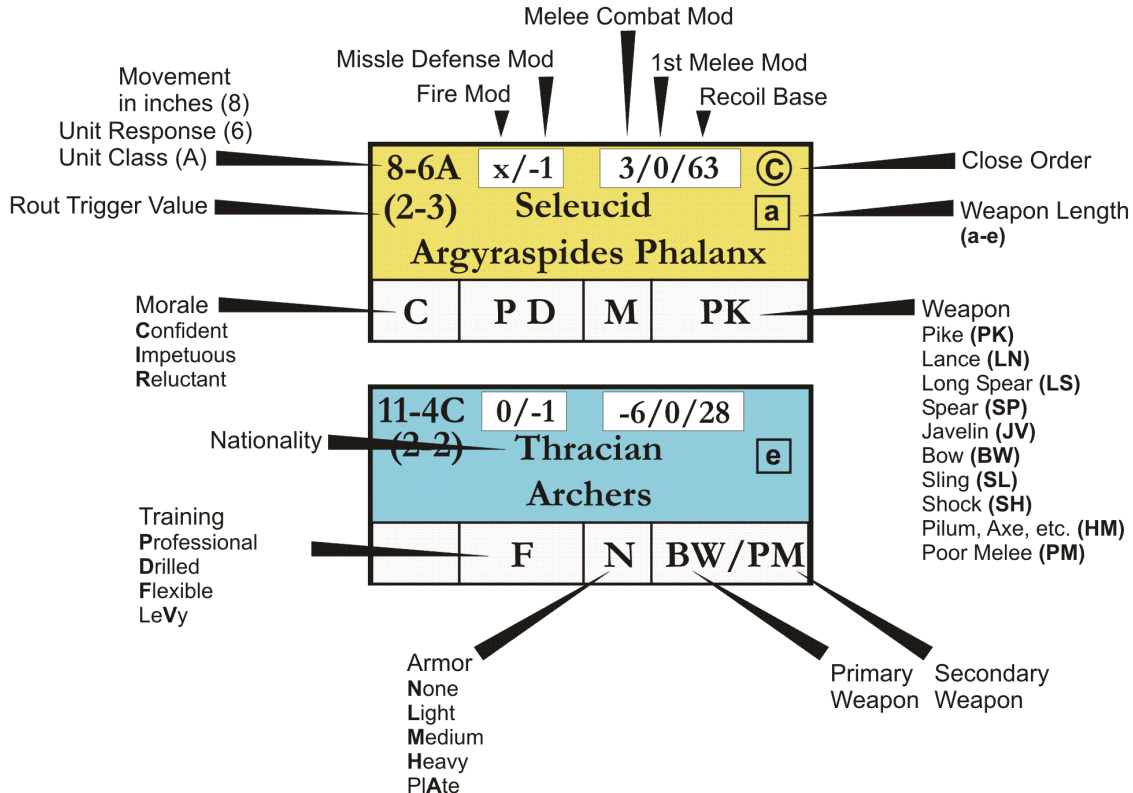 Melee Combat Mod
Missle Defense Mod
1st Melee Mod
Fire Mod
Recoil Base
Movement
in inches (8)
Unit Response (6)
Unit Class (A)
Rout Trigger Value
8-6A
x/-1
3/0/63
C
(2-3)
Seleucid
a
Argyraspides Phalanx
C
P D
M
PK
Close Order
Weapon Length
(a-e)
Morale
Confident
Impetuous
Reluctant
Weapon
Pike (PK)
Lance (LN)
Long Spear (LS)
Spear (SP)
Javelin (JV)
Bow (BW)
Sling (SL)
Shock (SH)
Pilum, Axe, etc. (HM)
Poor Melee (PM)
Nationality
11-4C
0/-1
-6/0/28
(2-2)
Thracian
e
Archers
F
N
BW/PM
Training
Professional
Drilled
Flexible
LeVy
Armor
None
Light
Medium
Heavy
PlAte
Primary
Weapon
Secondary
Weapon